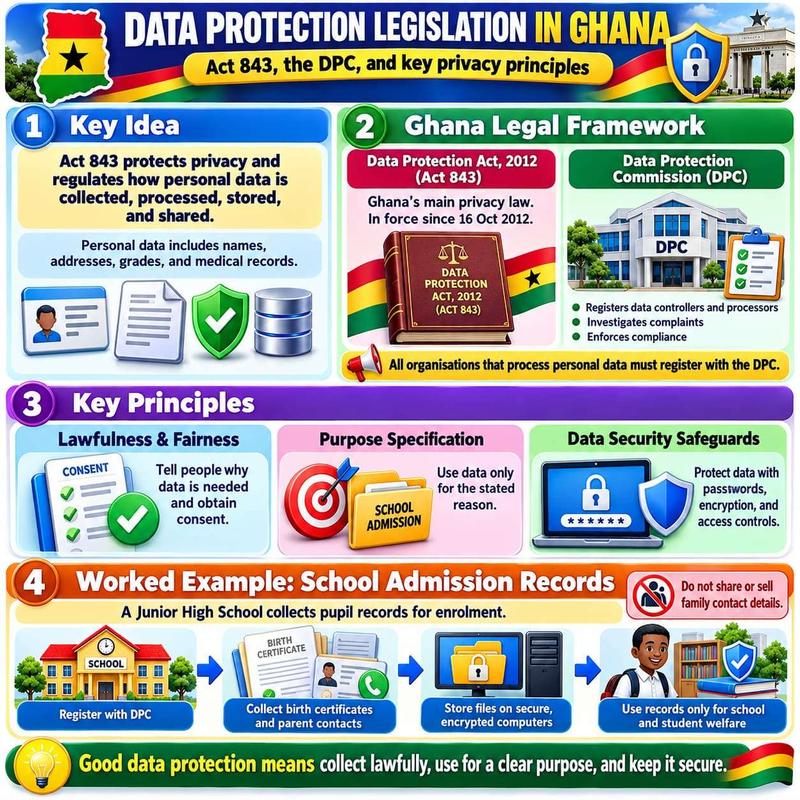 DATA PROTECTION LEGISLATION IN GHANA
Act 843, the DPC, and key privacy principles
1 Key Idea
Act 843 protects privacy and
regulates how personal data is
collected, processed, stored,
and shared.
Personal data includes names,
addresses, grades, and medical records.
2 Ghana Legal Framework
Data Protection Act, 2012
(Act 843)
Ghana's main privacy law.
In force since 16 Oct 2012.
DATA
PROTECTION
ACT, 2012
(ACT 843)
Data Protection
Commission (DPC)
DPC
Registers data controllers and processors
Investigates complaints
Enforces compliance
All organisations that process personal data must register with the DPC.
3 Key Principles
Lawfulness & Fairness
CONSENT
Tell people why
data is needed
and obtain
consent.
Purpose Specification
SCHOOL
ADMISSION
Use data only
for the stated
reason.
Data Security Safeguards
******
Protect data with
passwords,
encryption, and
access controls.
4 Worked Example: School Admission Records
Do not share or sell
family contact details.
A Junior High School collects pupil records for enrolment.
SCHOOL
Register with DPC
BIRTH
CERTIFICATE
Collect birth certificates
and parent contacts
Store files on secure,
encrypted computers
Use records only for school
and student welfare
Good data protection means collect lawfully, use for a clear purpose, and keep it secure.